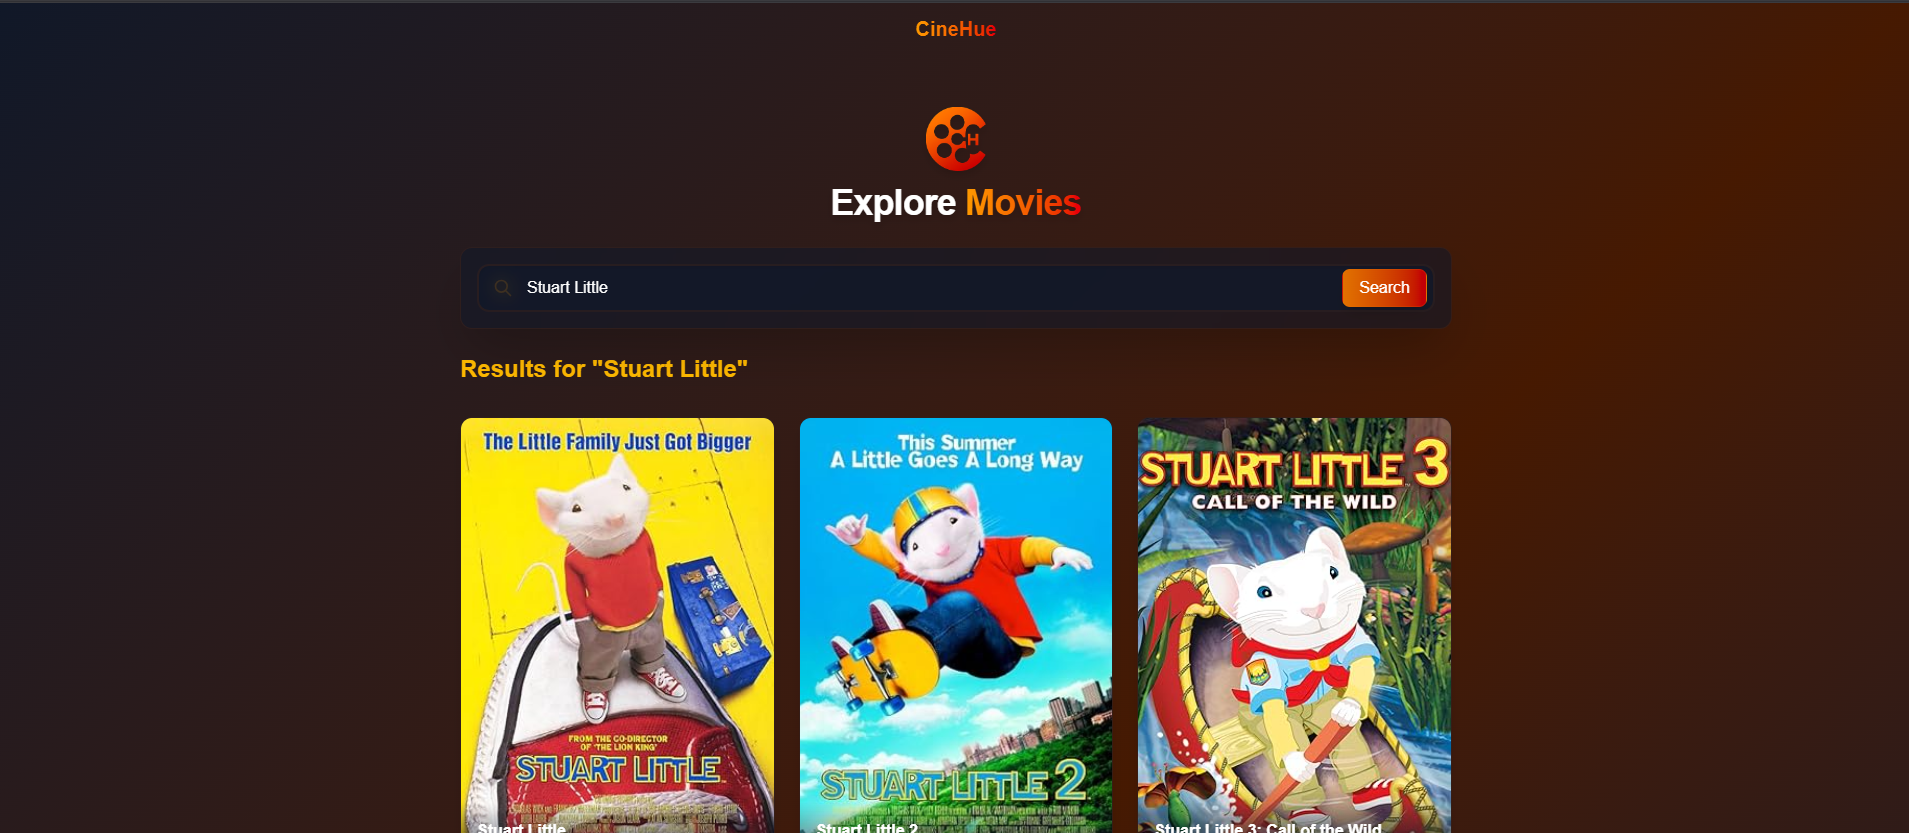 CineHue
H
Explore Movies
Stuart Little
Search
Results for "Stuart Little"
The Little Family Just Got Bigger
FROM THE CO-DIRECTOR
OF 'THE LION KING'
STUART LITTLE
Stuart Little
This Summer
A Little Goes A Long Way
STUART LITTLE 2
Stuart Little 2
STUART LITTLE 3
CALL OF THE WILD
Stuart Little 3: Call of the Wild